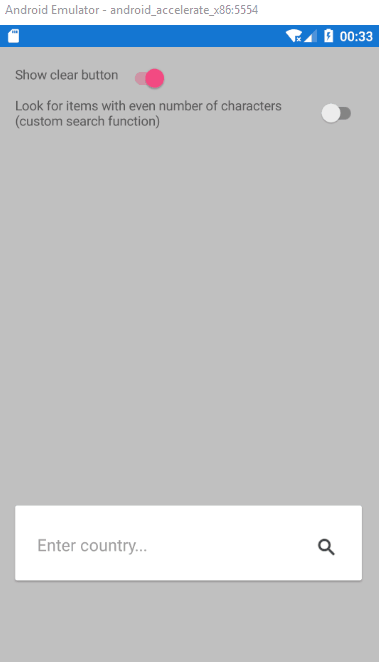 Android Emulator - android_accelerate_x86:5554
00:33
Show clear button
Look for items with even number of characters
(custom search function)
Enter country...